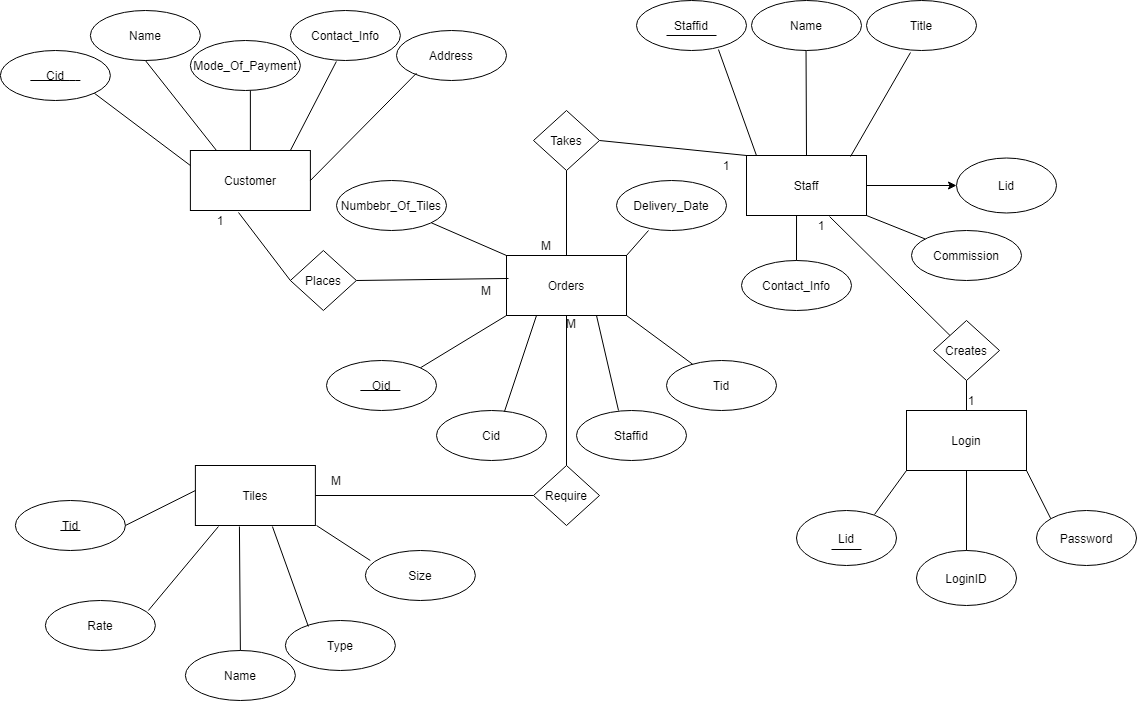 Name
Contact_Info
Mode_Of_Payment
Cid
Address
Customer
1
Places
M
Staffid
Name
Title
Takes
1
Staff
Lid
1
Commission
Contact_Info
Numbebr_Of_Tiles
Delivery_Date
M
Orders
M
Oid
Cid
Staffid
Tid
Creates
1
Login
Lid
LoginID
Password
Require
M
Tiles
Tid
Rate
Name
Type
Size